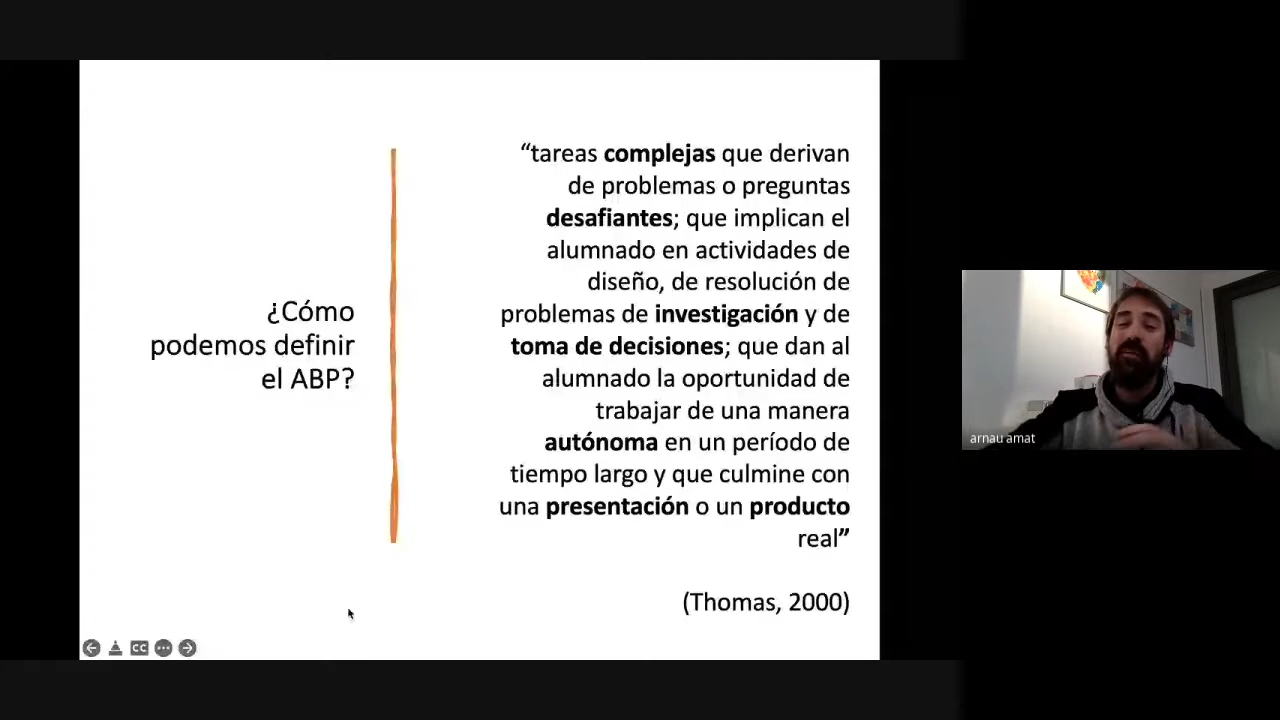 ¿Cómo
podemos definir
el ABP?
“tareas complejas que derivan
de problemas o preguntas
desafiantes; que implican el
alumnado en actividades de
diseño, de resolución de
problemas de investigación y de
toma de decisiones; que dan al
alumnado la oportunidad de
trabajar de una manera
autónoma en un período de
tiempo largo y que culmine con
una presentación o un producto
real”
(Thomas, 2000)
CC
arnau amat